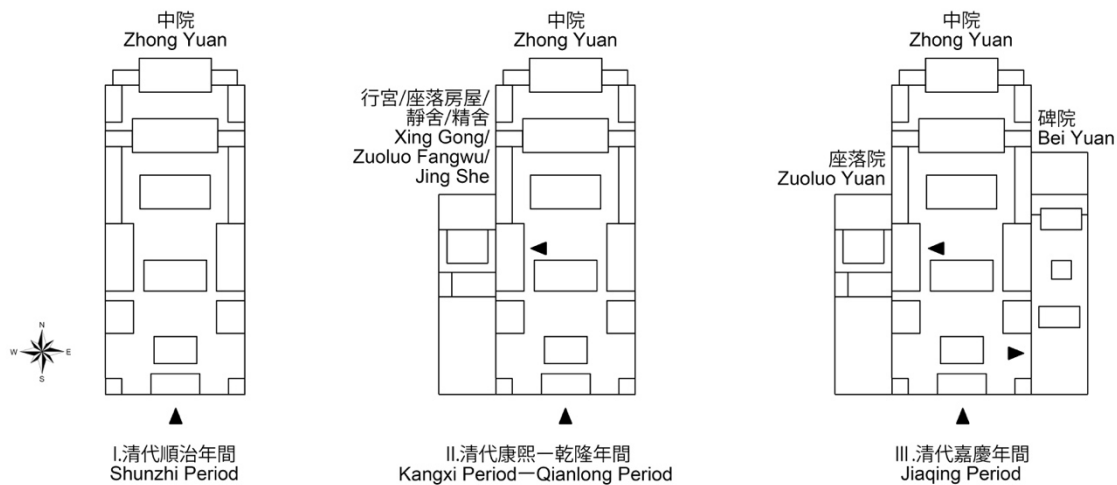 中院
Zhong Yuan
N
W
E
S
I.清代順治年間
Shunzhi Period
中院
Zhong Yuan
行宮/座落房屋/
靜舍/精舍
Xing Gong/
Zuoluo Fangwu/
Jing She
II.清代康熙一乾隆年間
Kangxi Period一Qianlong Period
中院
Zhong Yuan
座落院
Zuoluo Yuan
碑院
Bei Yuan
III.清代嘉慶年間
Jiaqing Period